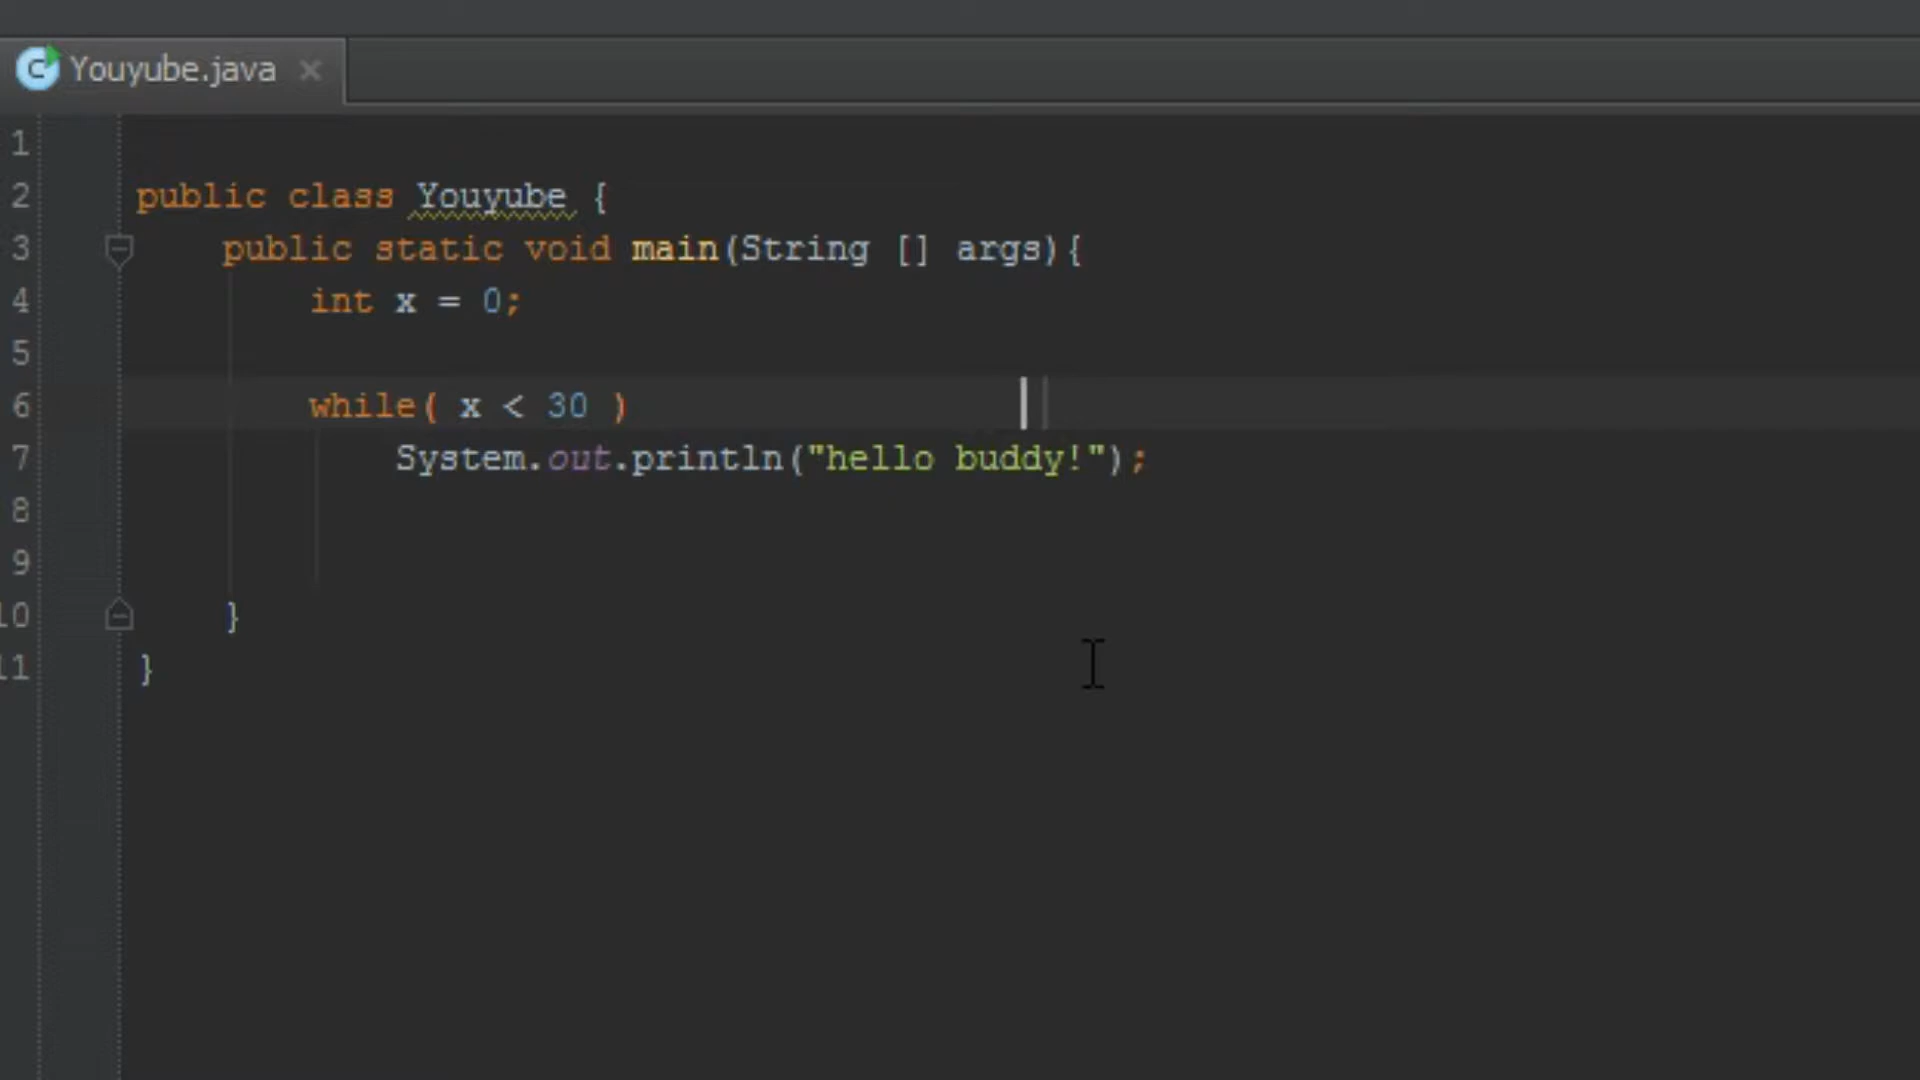 C Youyube.java ×
1
2 public class Youyube {
3 public static void main(String [] args){
4 int x = 0;
5
6 while( x < 30 )
7 System.out.println("hello buddy!");
8
9
10 }
11 }